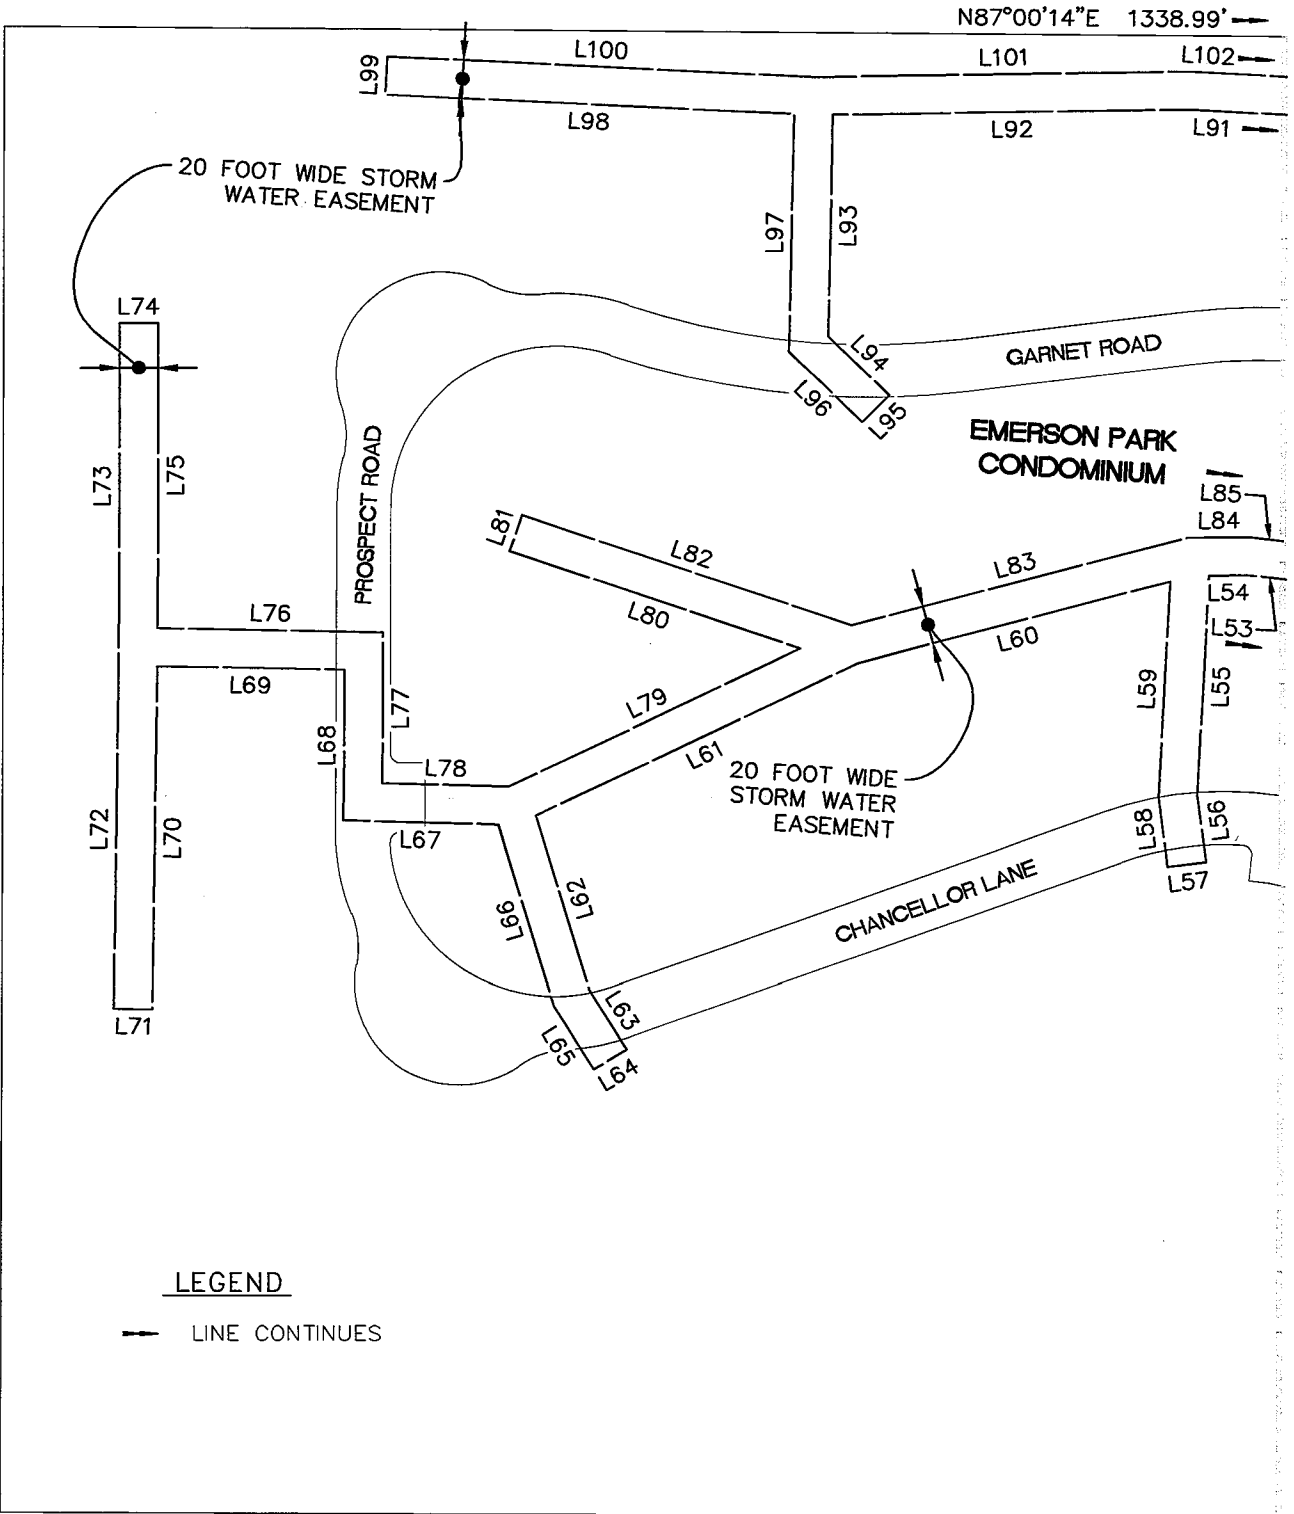 N87°00'14"E 1338.99'
L99
L100
L101
L102
L98
L92
L91
20 FOOT WIDE STORM
WATER EASEMENT
L97
L93
L74
L94
GARNET ROAD
L96
L95
EMERSON PARK
CONDOMINIUM
L73
L75
PROSPECT ROAD
L85
L84
L81
L82
L83
L76
L80
L60
L54
L53
L69
L79
L59
L55
L77
L68
L61
L78
20 FOOT WIDE
STORM WATER
EASEMENT
L72
L70
L67
L58
L56
L57
L66
L62
CHANCELLOR LANE
L71
L63
L65
L64
LEGEND
LINE CONTINUES